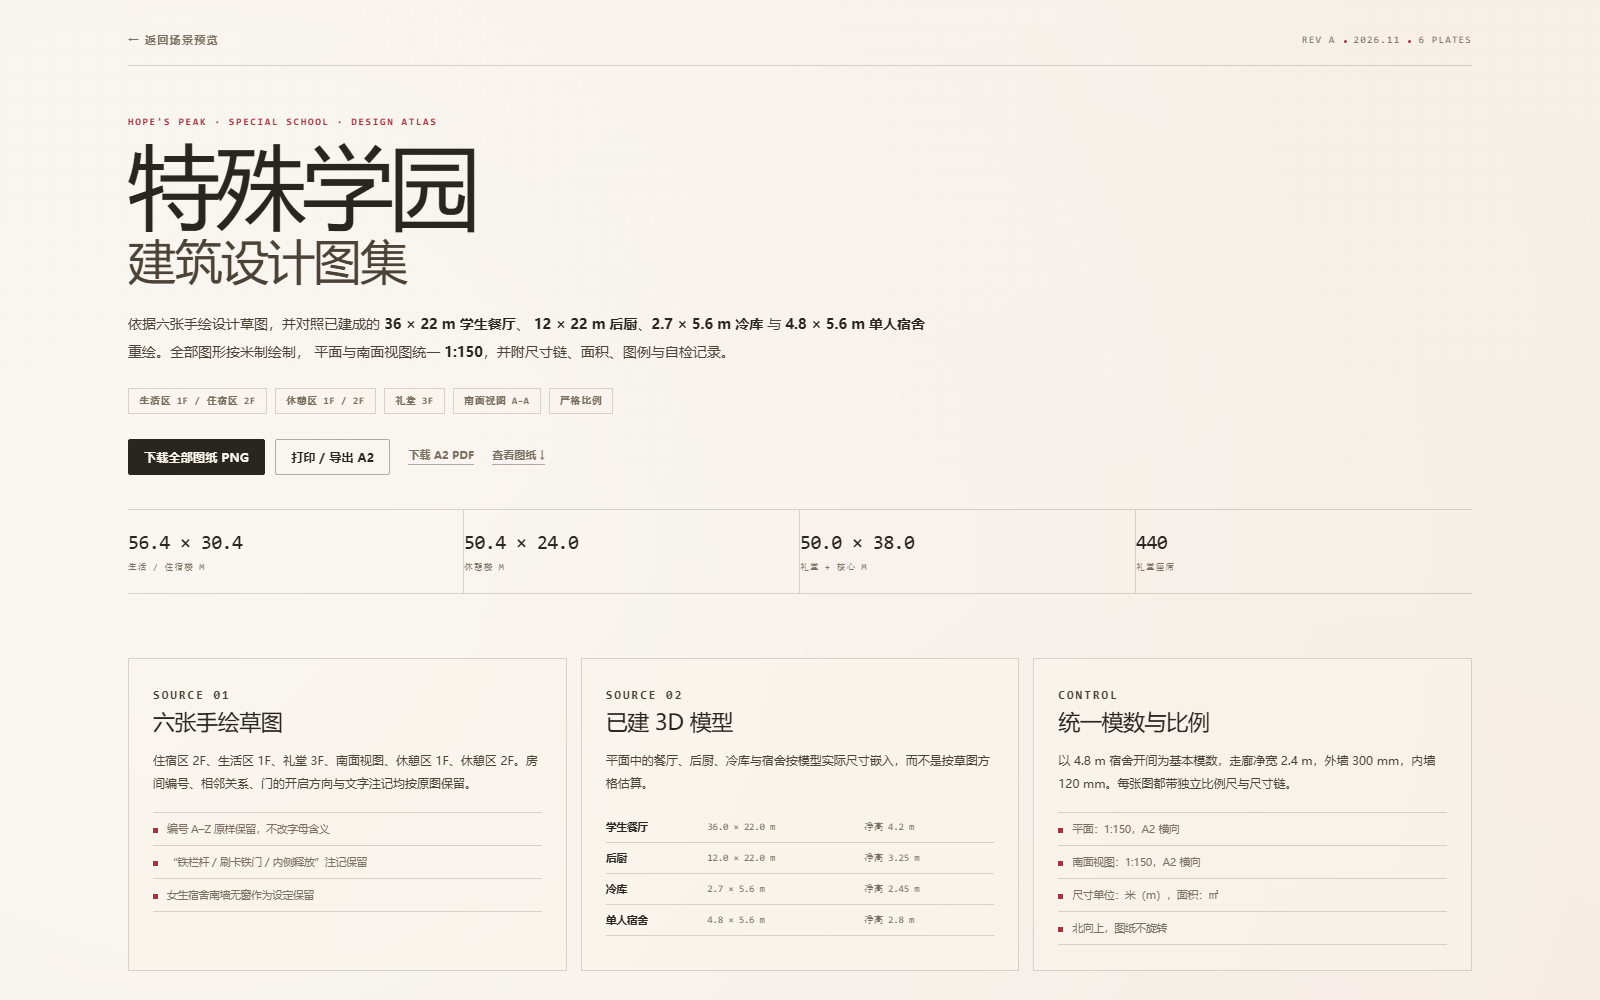 ← 返回场景预览
REV A • 2026.11 • 6 PLATES
HOPE'S PEAK · SPECIAL SCHOOL · DESIGN ATLAS
特殊学园
建筑设计图集
依据六张手绘设计草图，并对照已建成的 36 × 22 m 学生餐厅、 12 × 22 m 后厨、2.7 × 5.6 m 冷库 与 4.8 × 5.6 m 单人宿舍
重绘。全部图形按米制绘制， 平面与南面视图统一 1:150，并附尺寸链、面积、图例与自检记录。
生活区 1F / 住宿区 2F
休憩区 1F / 2F
礼堂 3F
南面视图 A-A
严格比例
下载全部图纸 PNG
打印 / 导出 A2
下载 A2 PDF
查看图纸 ↓
56.4 × 30.4
生活 / 住宿楼 M
50.4 × 24.0
休憩楼 M
50.0 × 38.0
礼堂 + 核心 M
440
礼堂座席
SOURCE 01
六张手绘草图
住宿区 2F、生活区 1F、礼堂 3F、南面视图、休憩区 1F、休憩区 2F。房
间编号、相邻关系、门的开启方向与文字注记均按原图保留。
编号 A–Z 原样保留，不改字母含义
“铁栏杆 / 刷卡铁门 / 内侧释放”注记保留
女生宿舍南墙无窗作为设定保留
SOURCE 02
已建 3D 模型
平面中的餐厅、后厨、冷库与宿舍按模型实际尺寸嵌入，而不是按草图方
格估算。
学生餐厅 36.0 × 22.0 m 净高 4.2 m
后厨 12.0 × 22.0 m 净高 3.25 m
冷库 2.7 × 5.6 m 净高 2.45 m
单人宿舍 4.8 × 5.6 m 净高 2.8 m
CONTROL
统一模数与比例
以 4.8 m 宿舍开间为基本模数，走廊净宽 2.4 m，外墙 300 mm，内墙
120 mm。每张图都带独立比例尺与尺寸链。
平面：1:150，A2 横向
南面视图：1:150，A2 横向
尺寸单位：米（m），面积：㎡
北向上，图纸不旋转